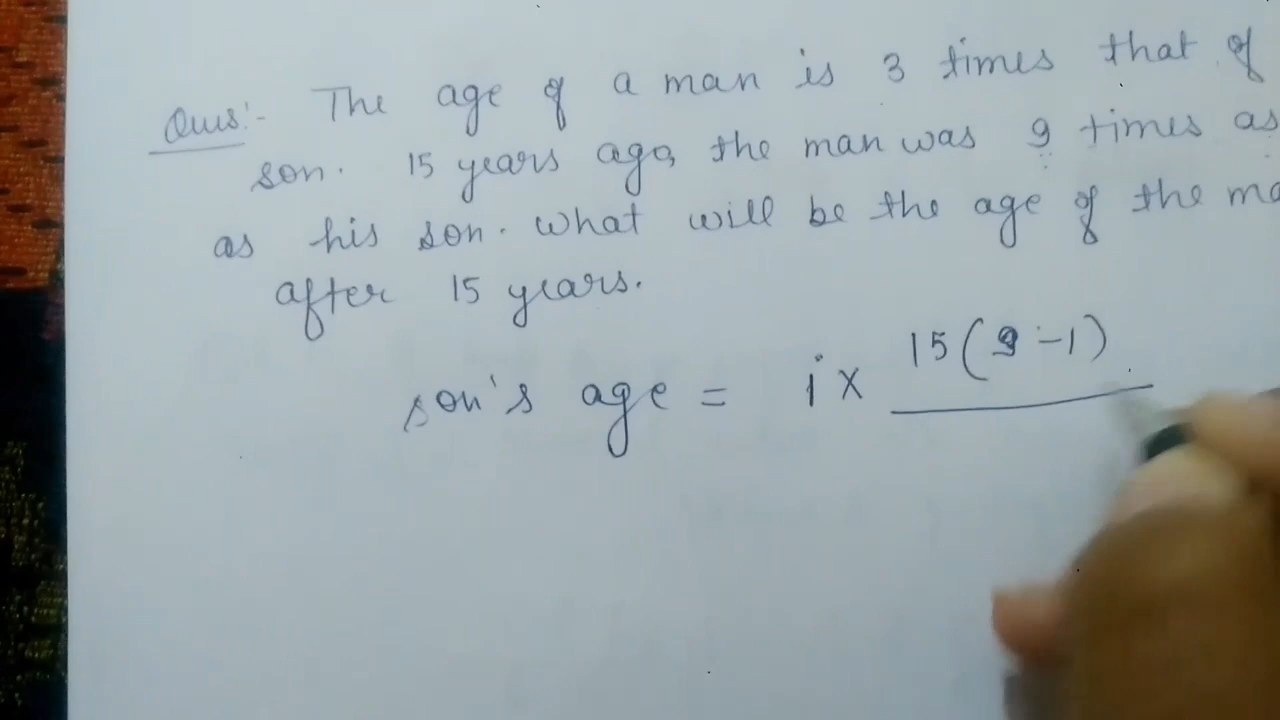 Ques:- The age of a man is 3 times that of
son. 15 years ago, the man was 9 times as
as his son. What will be the age of the ma
after 15 years.
son's age = 1 × 15(9-1)